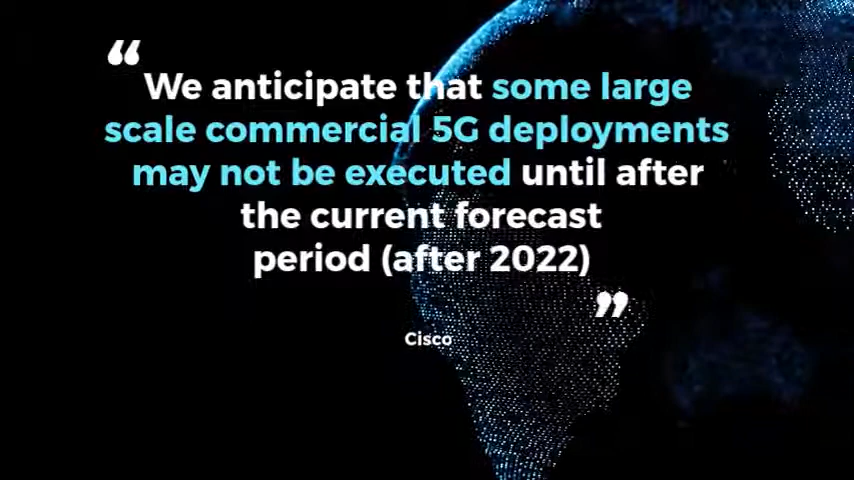 “
We anticipate that some large
scale commercial 5G deployments
may not be executed until after
the current forecast
period (after 2022)
”
Cisco